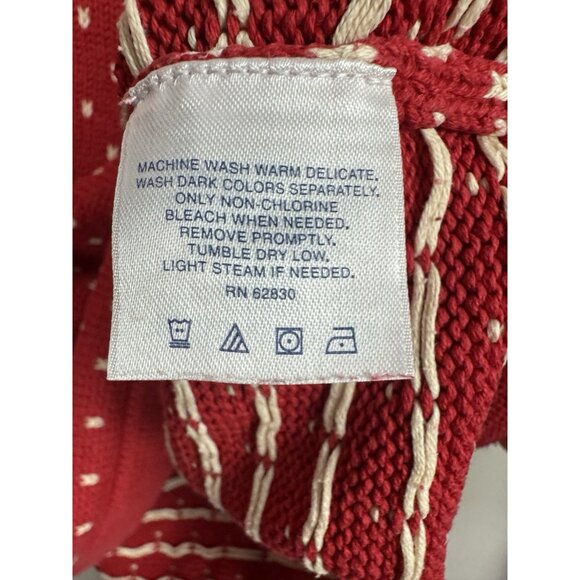 MACHINE WASH WARM DELICATE.
WASH DARK COLORS SEPARATELY.
ONLY NON-CHLORINE
BLEACH WHEN NEEDED.
REMOVE PROMPTLY.
TUMBLE DRY LOW.
LIGHT STEAM IF NEEDED.
RN 62830